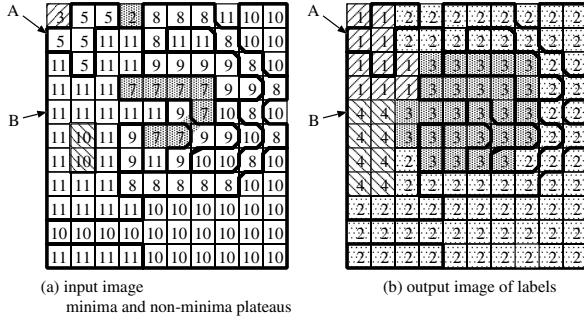 A
3 5 5 2 8 8 8 11 10 10
5 11 11 10 8 11 11 8 10 10
11 5 11 11 9 9 9 8 10 10
11 11 11 7 7 7 7 9 9 8
B
11 11 11 11 11 9 7 10 9 8
11 10 11 9 7 7 9 9 10 8
11 10 11 9 11 9 10 10 8 10
11 11 11 8 8 8 8 10 10 10
11 11 11 11 10 10 10 10 10 10
10 10 10 10 10 10 10 10 10 10
11 11 11 11 10 10 10 10 10 10
(a) input image
minima and non-minima plateaus
A
1 1 2 2 2 2 2 2 2 2
1 1 2 2 2 2 2 2 2 2
1 1 1 3 3 3 3 3 2 2
1 1 1 3 3 3 3 3 2 2
B
4 4 3 3 3 3 3 3 2 2
4 4 3 3 3 3 3 3 2 2
4 4 2 3 3 3 3 2 2 2
4 4 2 2 2 2 2 2 2 2
2 2 2 2 2 2 2 2 2 2
2 2 2 2 2 2 2 2 2 2
2 2 2 2 2 2 2 2 2 2
(b) output image of labels